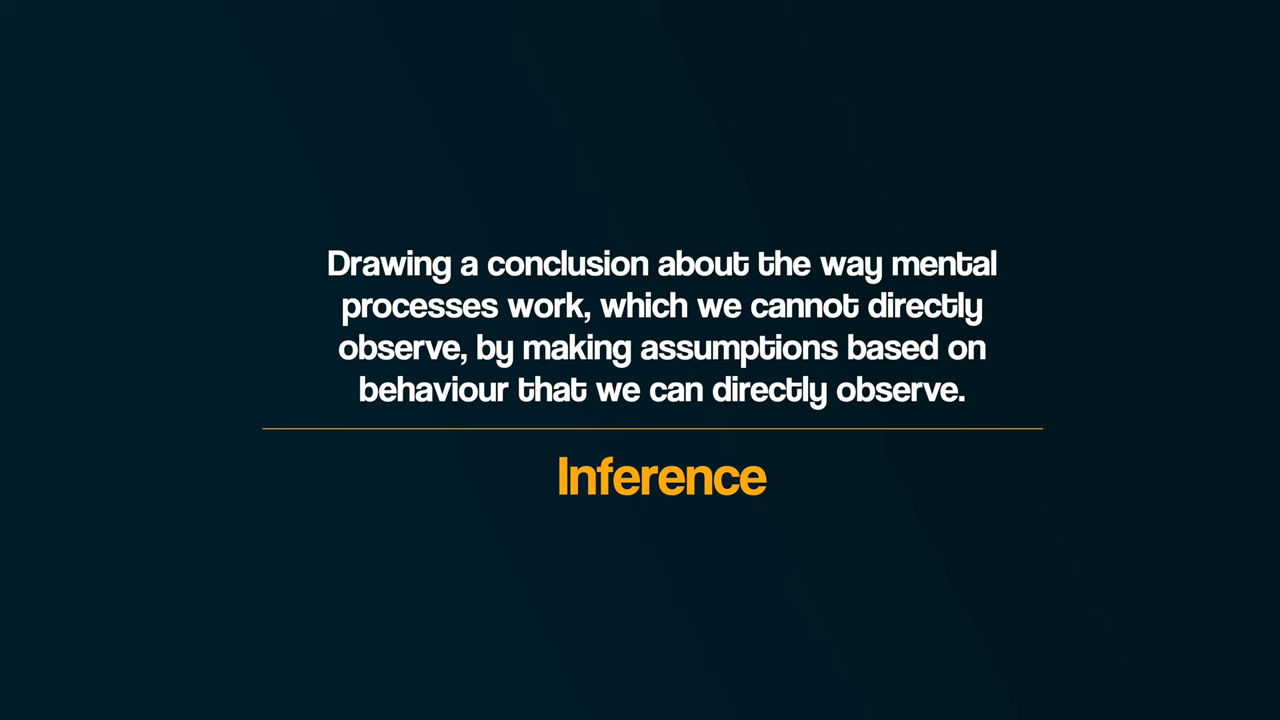 Drawing a conclusion about the way mental
processes work, which we cannot directly
observe, by making assumptions based on
behaviour that we can directly observe.
Inference